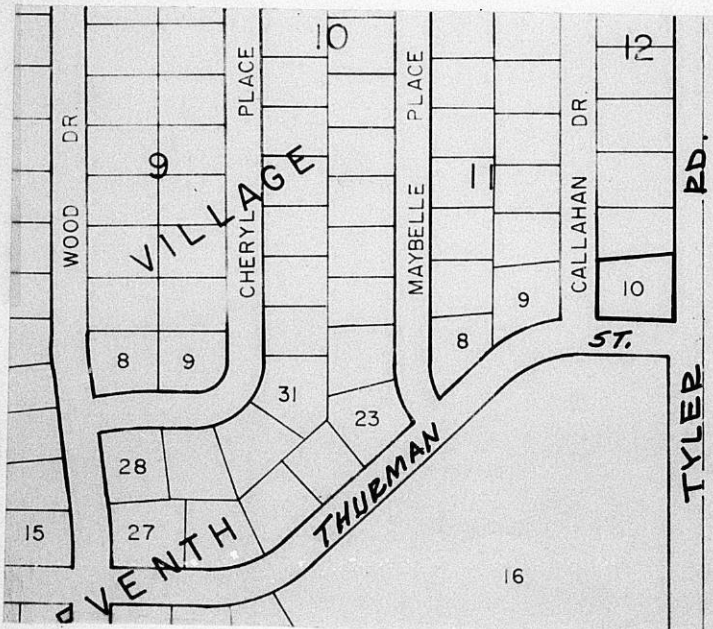 10
12
WOOD DR.
9
CHERYL PLACE
MAYBELLE PLACE
11
CALLAHAN DR.
TYLER RD.
VILLAGE
8
9
31
23
8
9
10
THURMAN ST.
28
27
15
16
VENTH